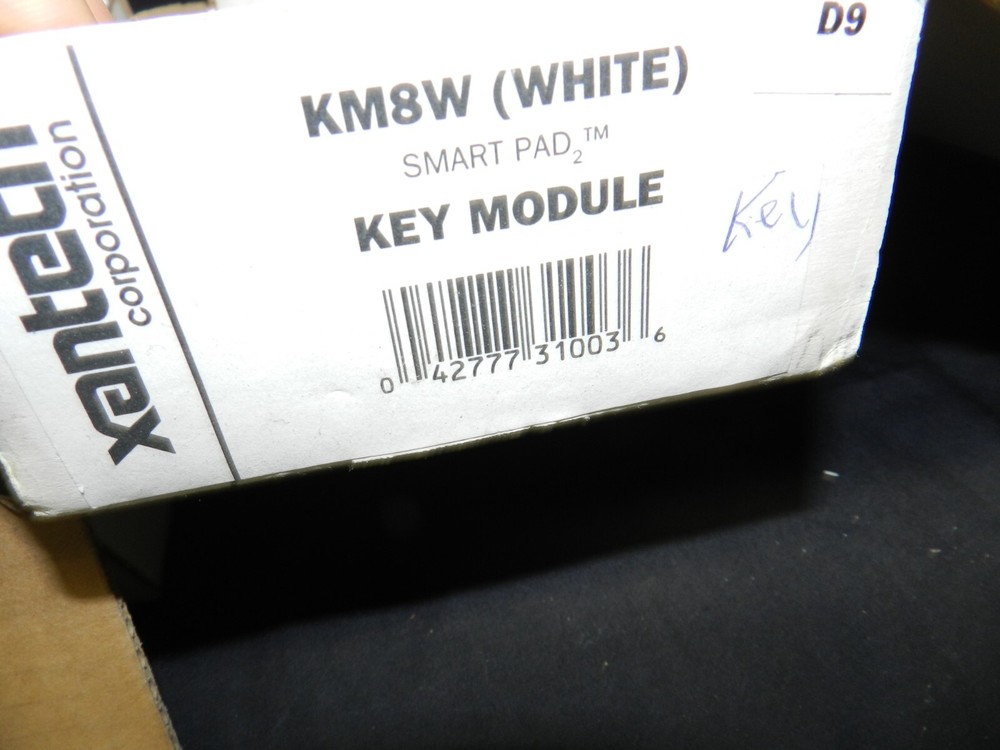 D9
KM8W (WHITE)
SMART PAD₂™
KEY MODULE
Key
0 42777 31003 6
xantech
corporation